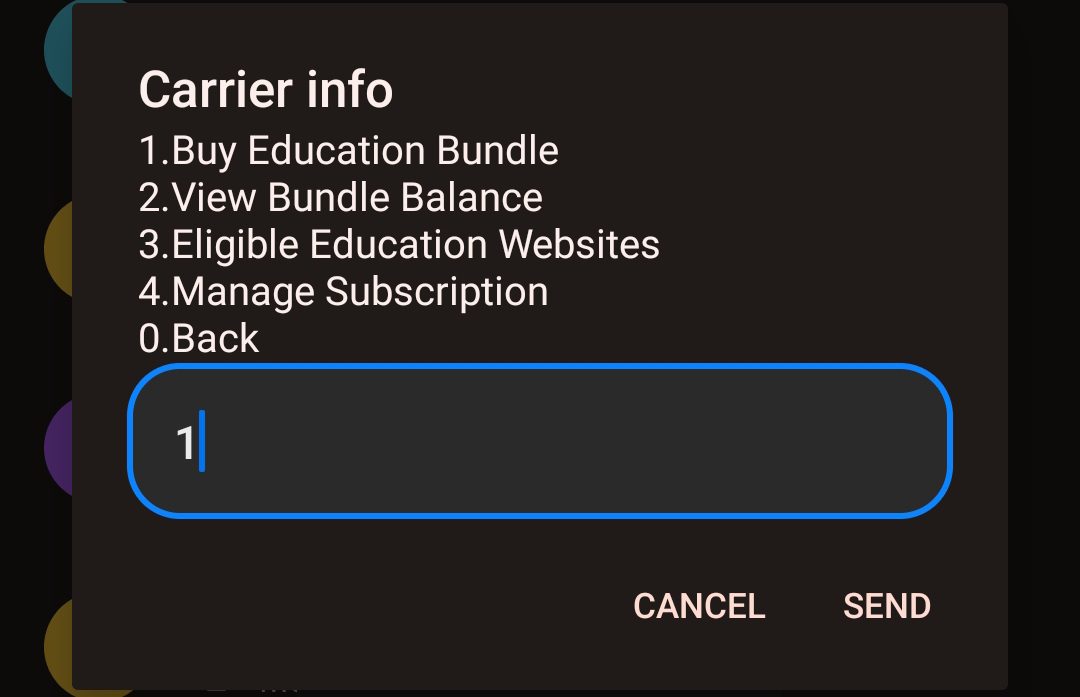 Carrier info
1.Buy Education Bundle
2.View Bundle Balance
3.Eligible Education Websites
4.Manage Subscription
0.Back
1
CANCEL SEND